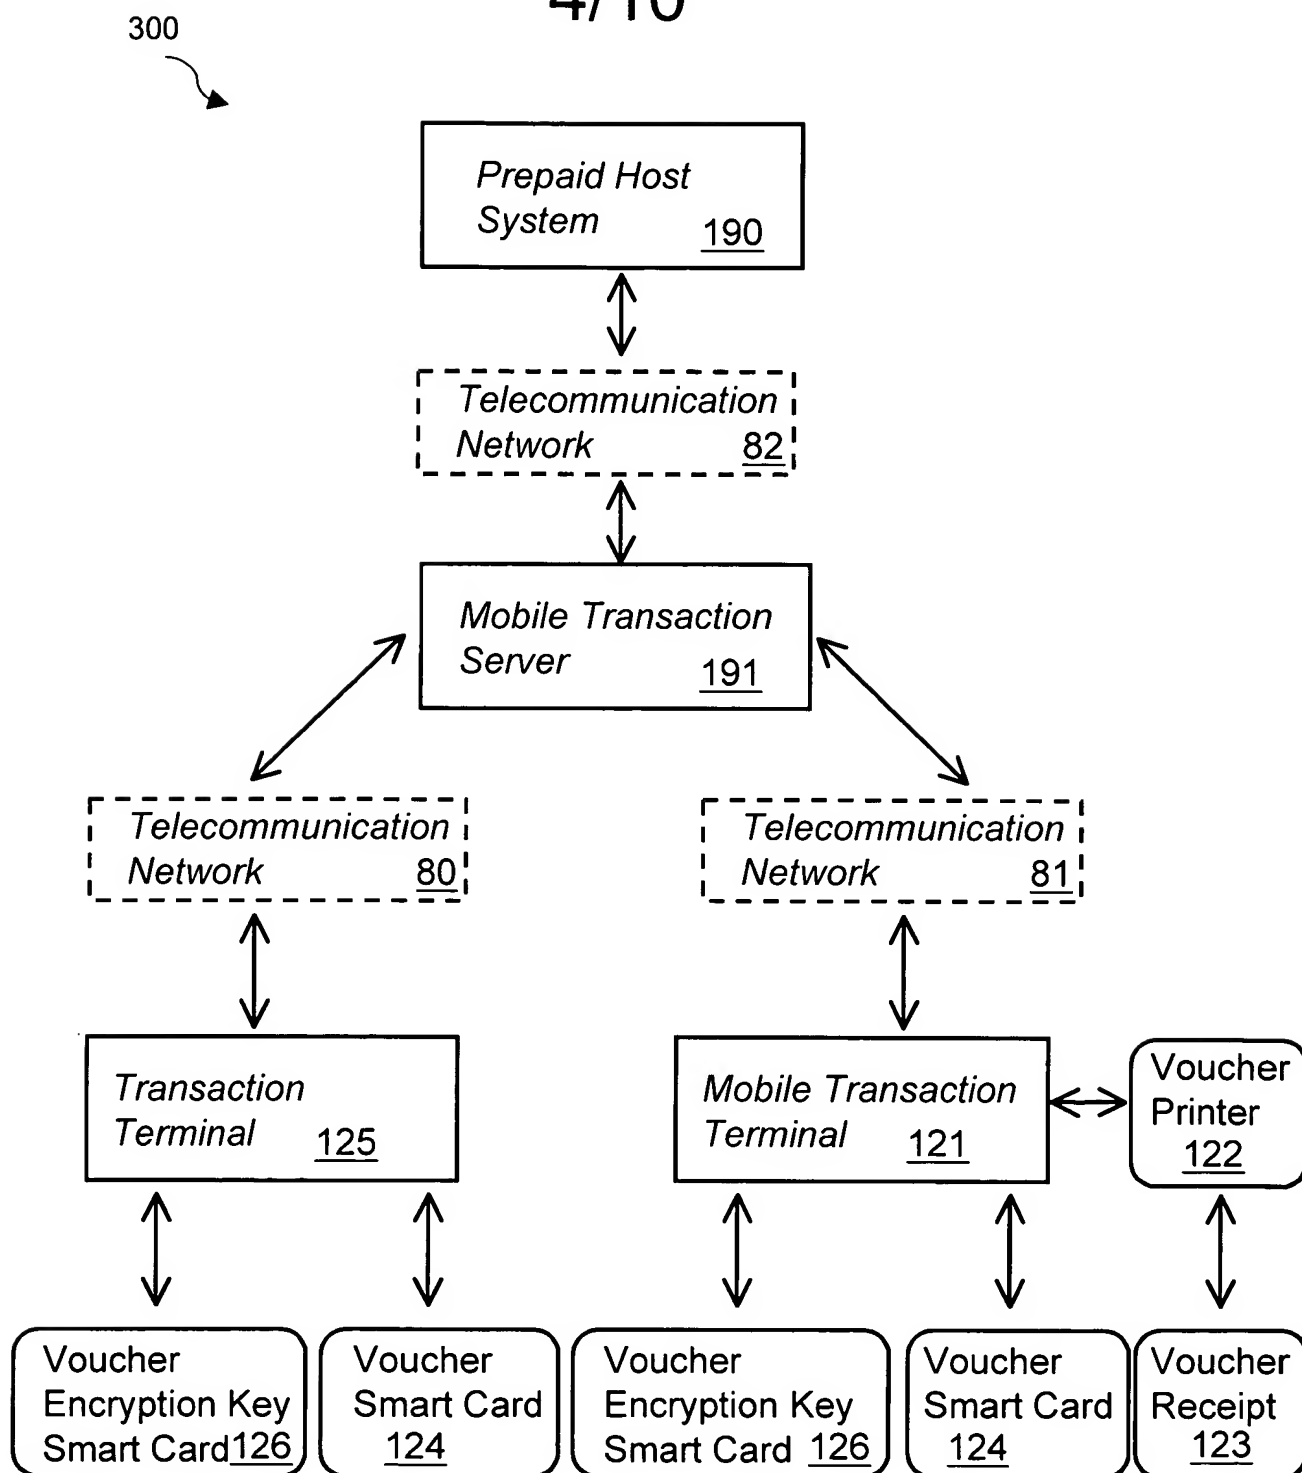 4/10
300
Prepaid Host
System 190
Telecommunication
Network 82
Mobile Transaction
Server 191
Telecommunication
Network 80
Telecommunication
Network 81
Transaction
Terminal 125
Mobile Transaction
Terminal 121
Voucher
Printer
122
Voucher
Encryption Key
Smart Card 126
Voucher
Smart Card
124
Voucher
Encryption Key
Smart Card 126
Voucher
Smart Card
124
Voucher
Receipt
123